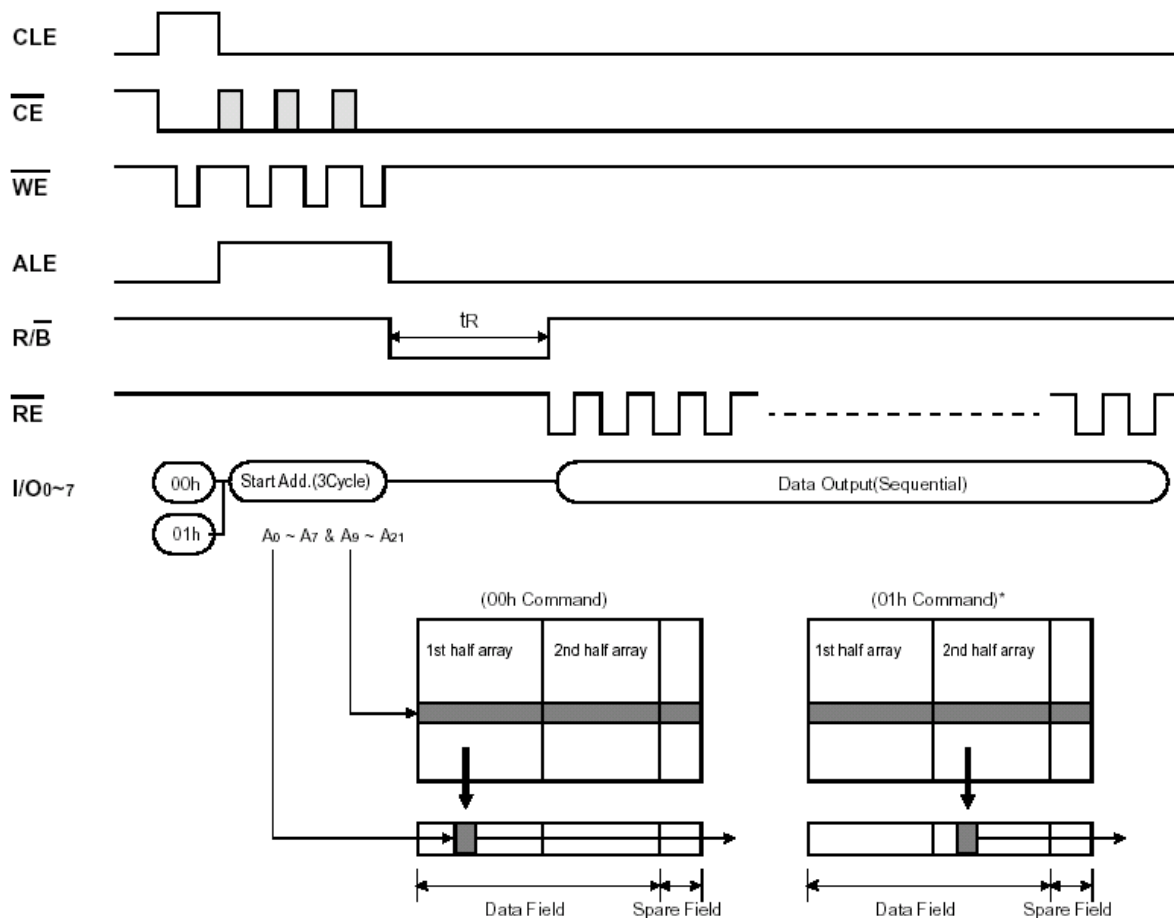 CLE
CE
WE
ALE
R/B
tR
RE
I/O0~7
00h
Start Add.(3Cycle)
Data Output(Sequential)
01h
A0 ~ A7 & A9 ~ A21
(00h Command)
(01h Command)*
1st half array
2nd half array
1st half array
2nd half array
Data Field
Spare Field
Data Field
Spare Field